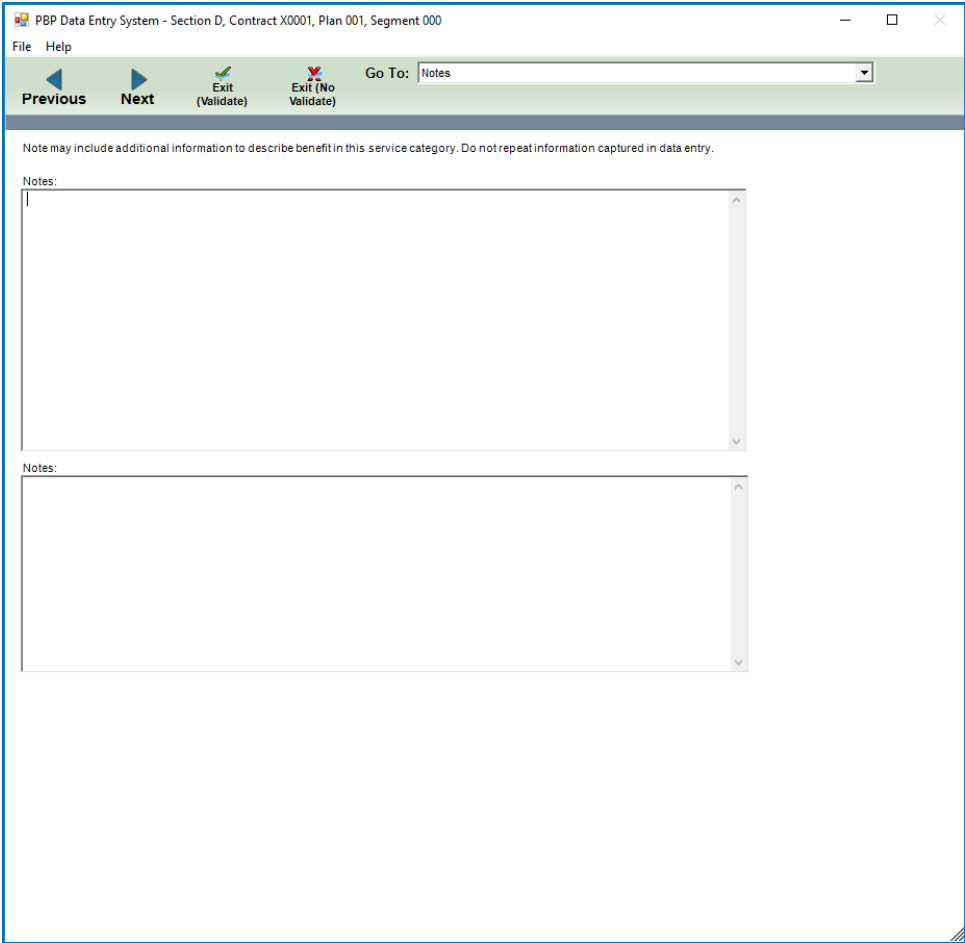 PBP Data Entry System - Section D, Contract X0001, Plan 001, Segment 000
File Help
Previous
Next
Exit
(Validate)
Exit (No
Validate)
Go To: Notes
Note may include additional information to describe benefit in this service category. Do not repeat information captured in data entry.
Notes:
Notes: